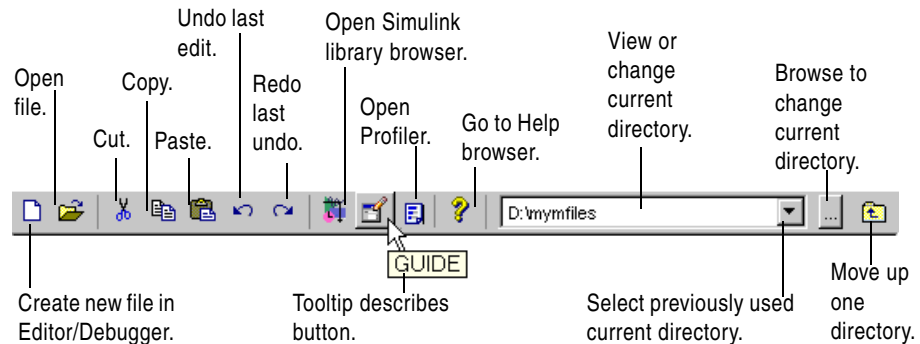 Undo last
edit.
Open Simulink
library browser.
View or
change
current
directory.
Browse to
change
current
directory.
Open
file.
Copy.
Redo
last
undo.
Open
Profiler.
Go to Help
browser.
Cut.
Paste.
D:\mymfiles
...
GUIDE
Create new file in
Editor/Debugger.
Tooltip describes
button.
Select previously used
current directory.
Move up
one
directory.